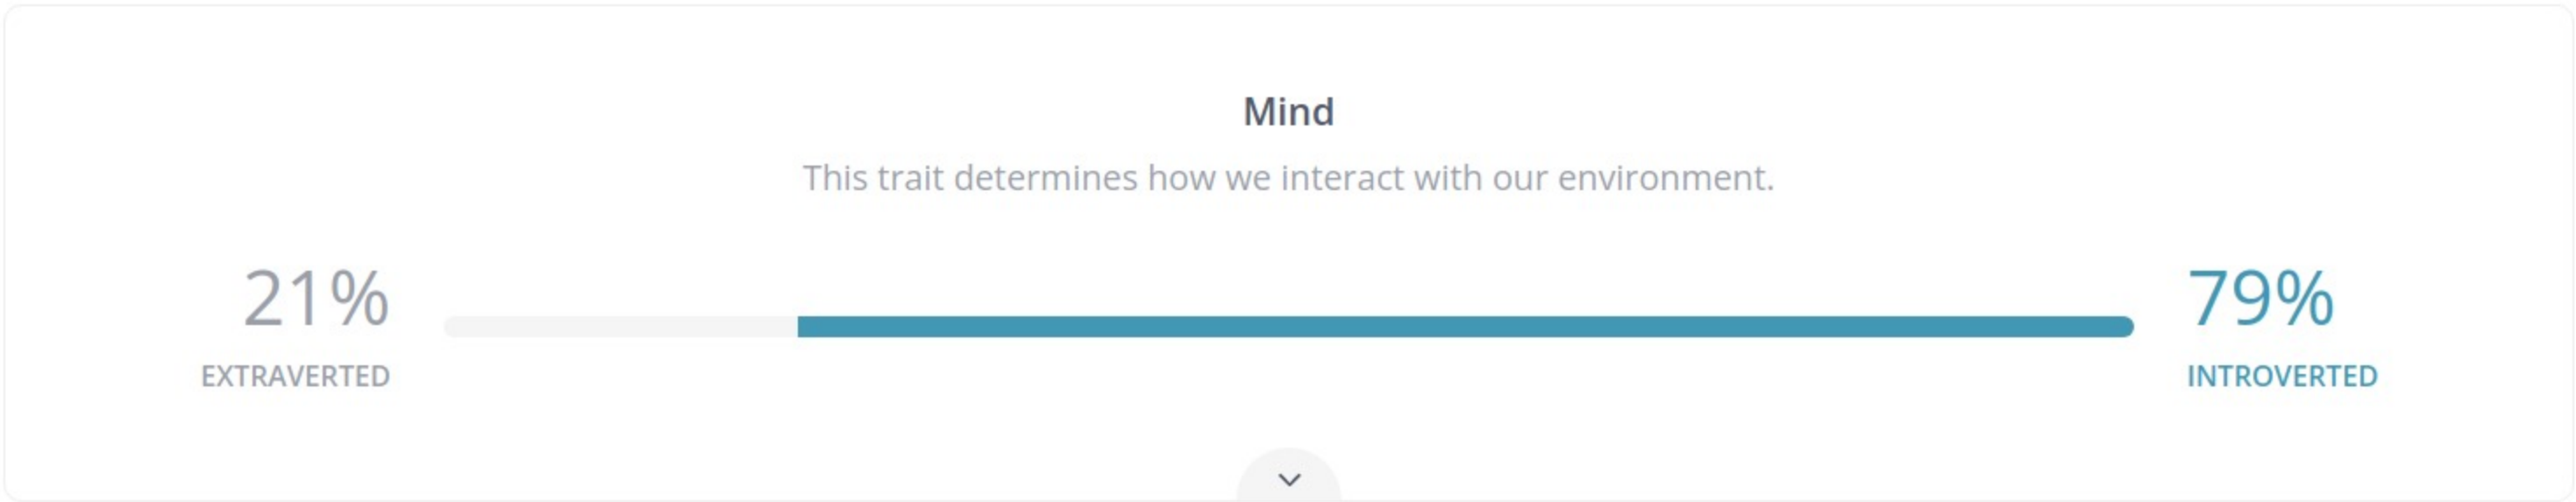 Mind
This trait determines how we interact with our environment.
21%
EXTRAVERTED
79%
INTROVERTED